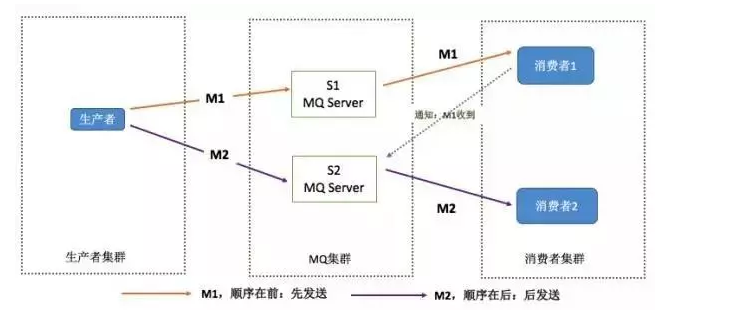 M1
M1
S1
MQ Server
消费者1
生产者
通知：M1收到
M2
S2
MQ Server
M2
消费者2
生产者集群
MQ集群
消费者集群
M1，顺序在前：先发送
M2，顺序在后：后发送